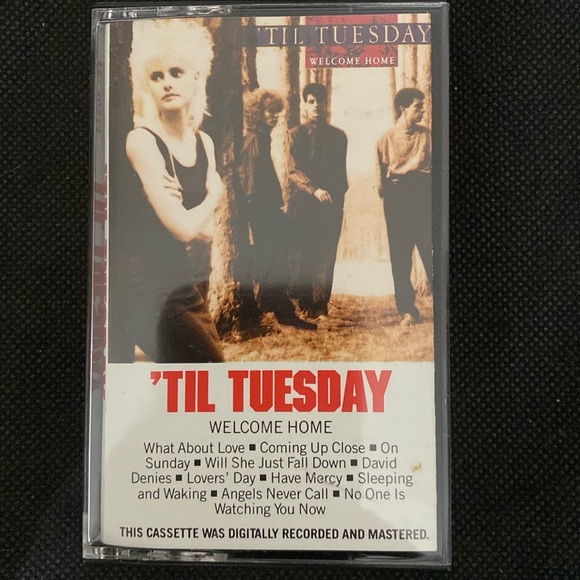 'TIL TUESDAY
WELCOME HOME
'TIL TUESDAY
'TIL TUESDAY
WELCOME HOME
What About Love ■ Coming Up Close ■ On
Sunday ■ Will She Just Fall Down ■ David
Denies ■ Lovers' Day ■ Have Mercy ■ Sleeping
and Waking ■ Angels Never Call ■ No One Is
Watching You Now
THIS CASSETTE WAS DIGITALLY RECORDED AND MASTERED.